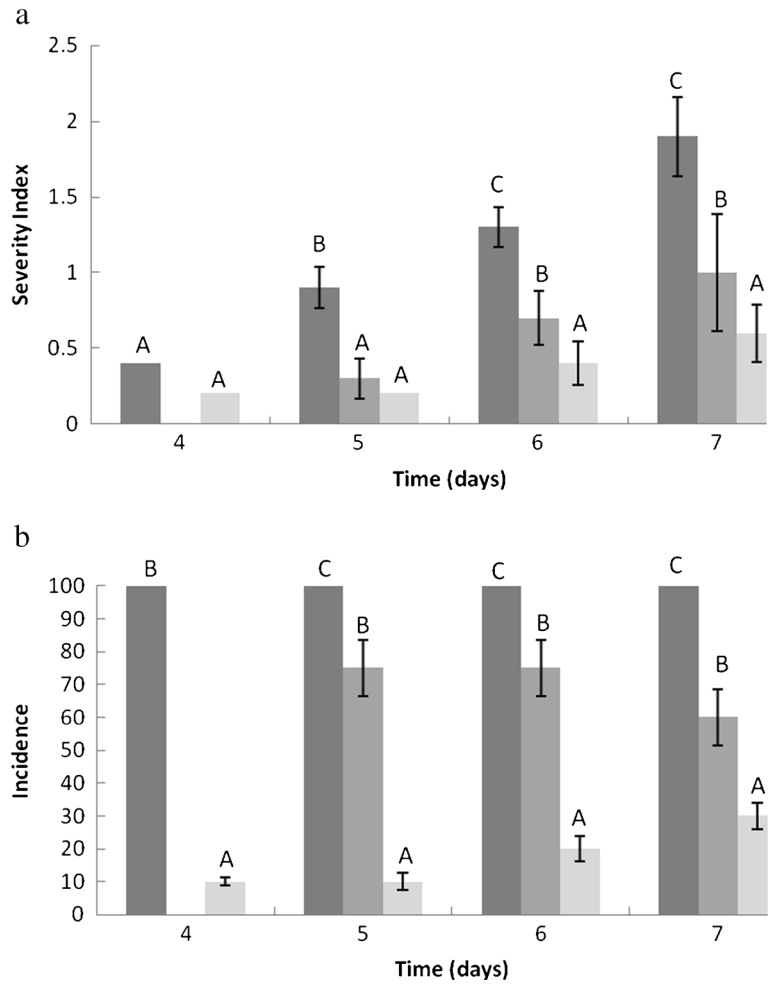 a
2.5
2
1.5
1
0.5
0
Severity Index
A A B A A C B A C B A
4 5 6 7
Time (days)
b
100
90
80
70
60
50
40
30
20
10
0
Incidence
B A C B A C B A C B A
4 5 6 7
Time (days)